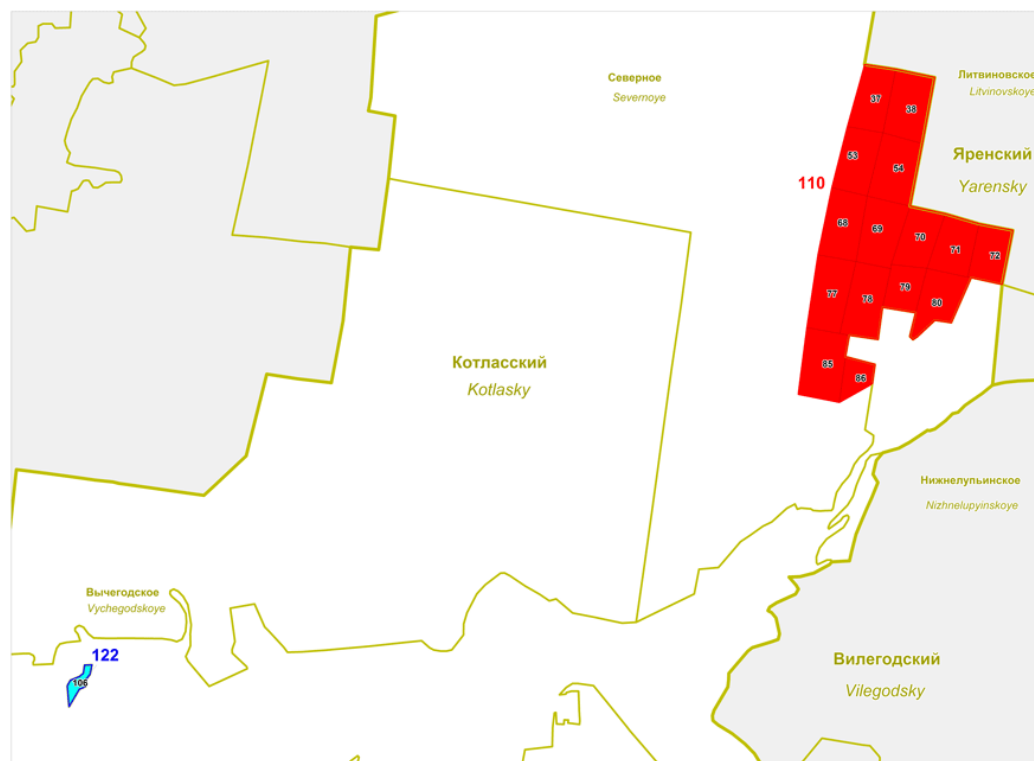 Северное
Severnoye
Литвиновское
Litvinovskoye
Яренский
Yarensky
110
37
38
53
54
68
69
70
71
72
77
78
79
80
85
86
Котласский
Kotlasky
Нижнелупьинское
Nizhnelupyinskoye
Вычегодское
Vychegodskoye
122
106
Вилегодский
Vilegodsky